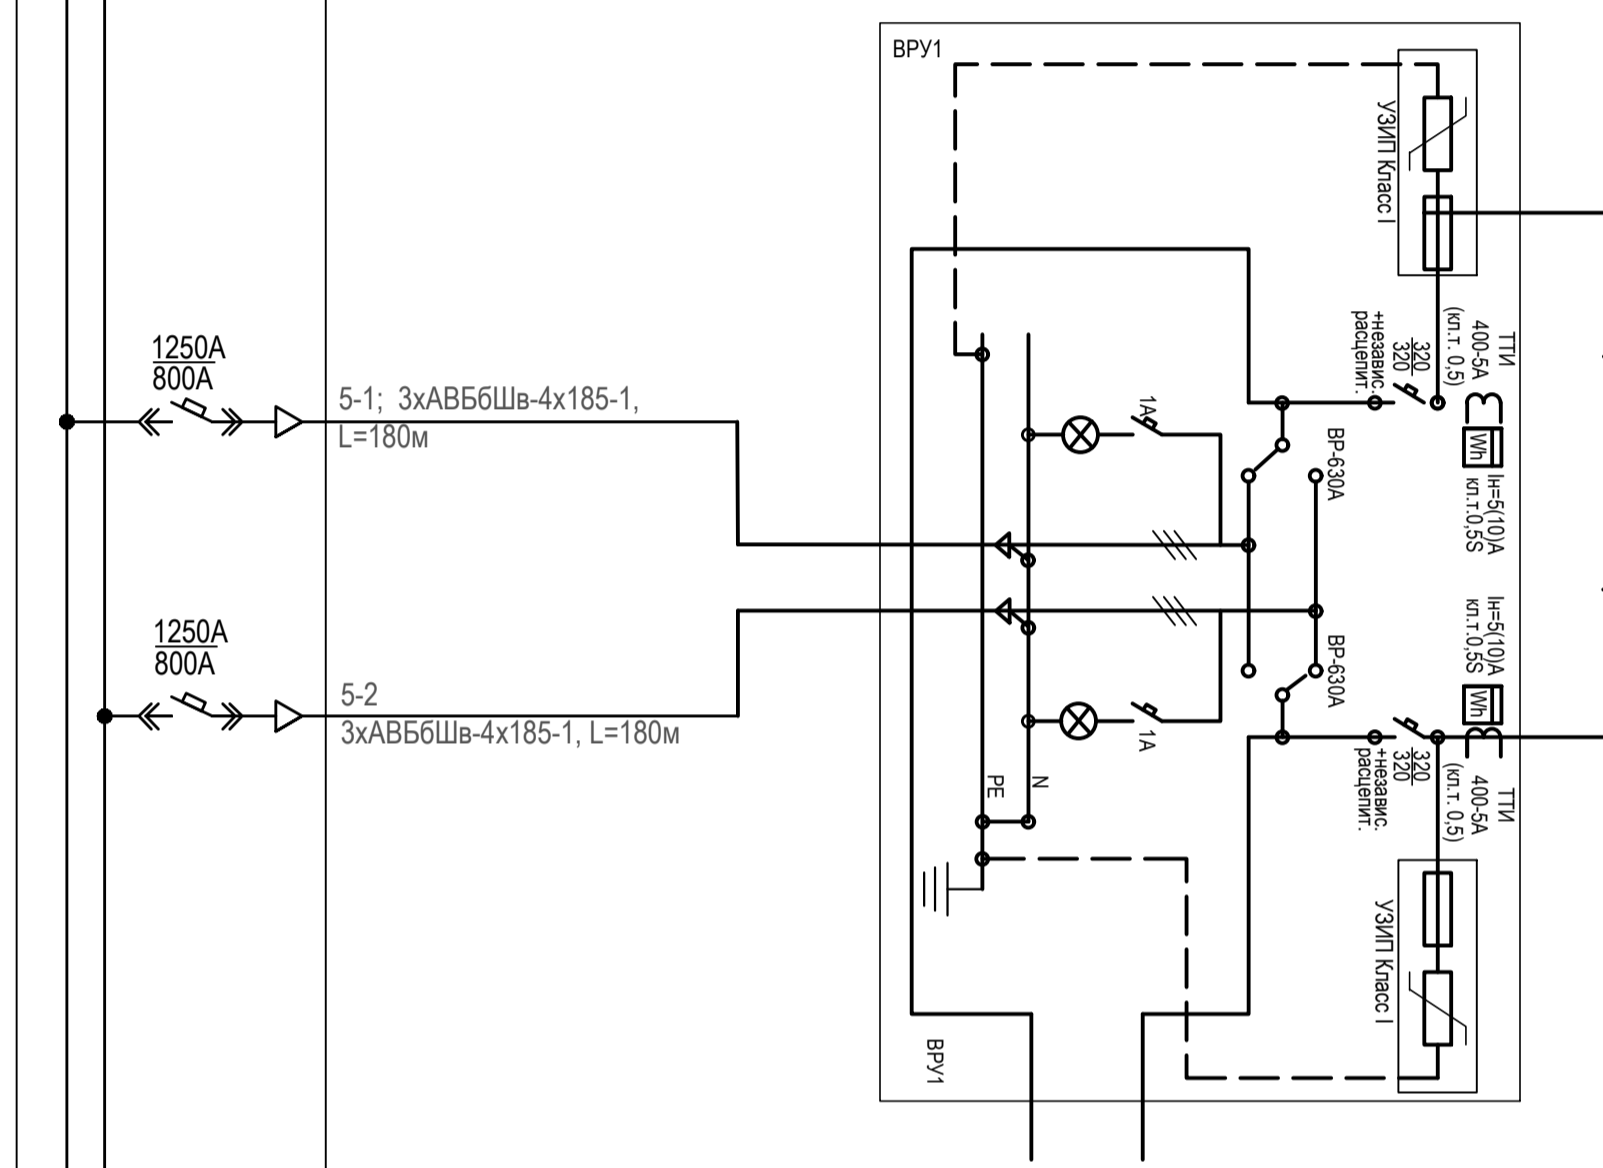 ВРУ1
УЗИП Класс I
1250А
800А
5-1; 3хАВБбШв-4х185-1,
L=180м
+независ.
расцепит.
320
320
ТТИ
400-5А
(кл.т. 0,5)
1А
ВР-630А
Wh
Iн=5(10)А
кл.т.0,5S
1250А
800А
5-2
3хАВБбШв-4х185-1, L=180м
Iн=5(10)А
кл.т.0,5S
Wh
ВР-630А
1А
PE
N
+независ.
расцепит.
320
320
ТТИ
400-5А
(кл.т. 0,5)
УЗИП Класс I
ВРУ1